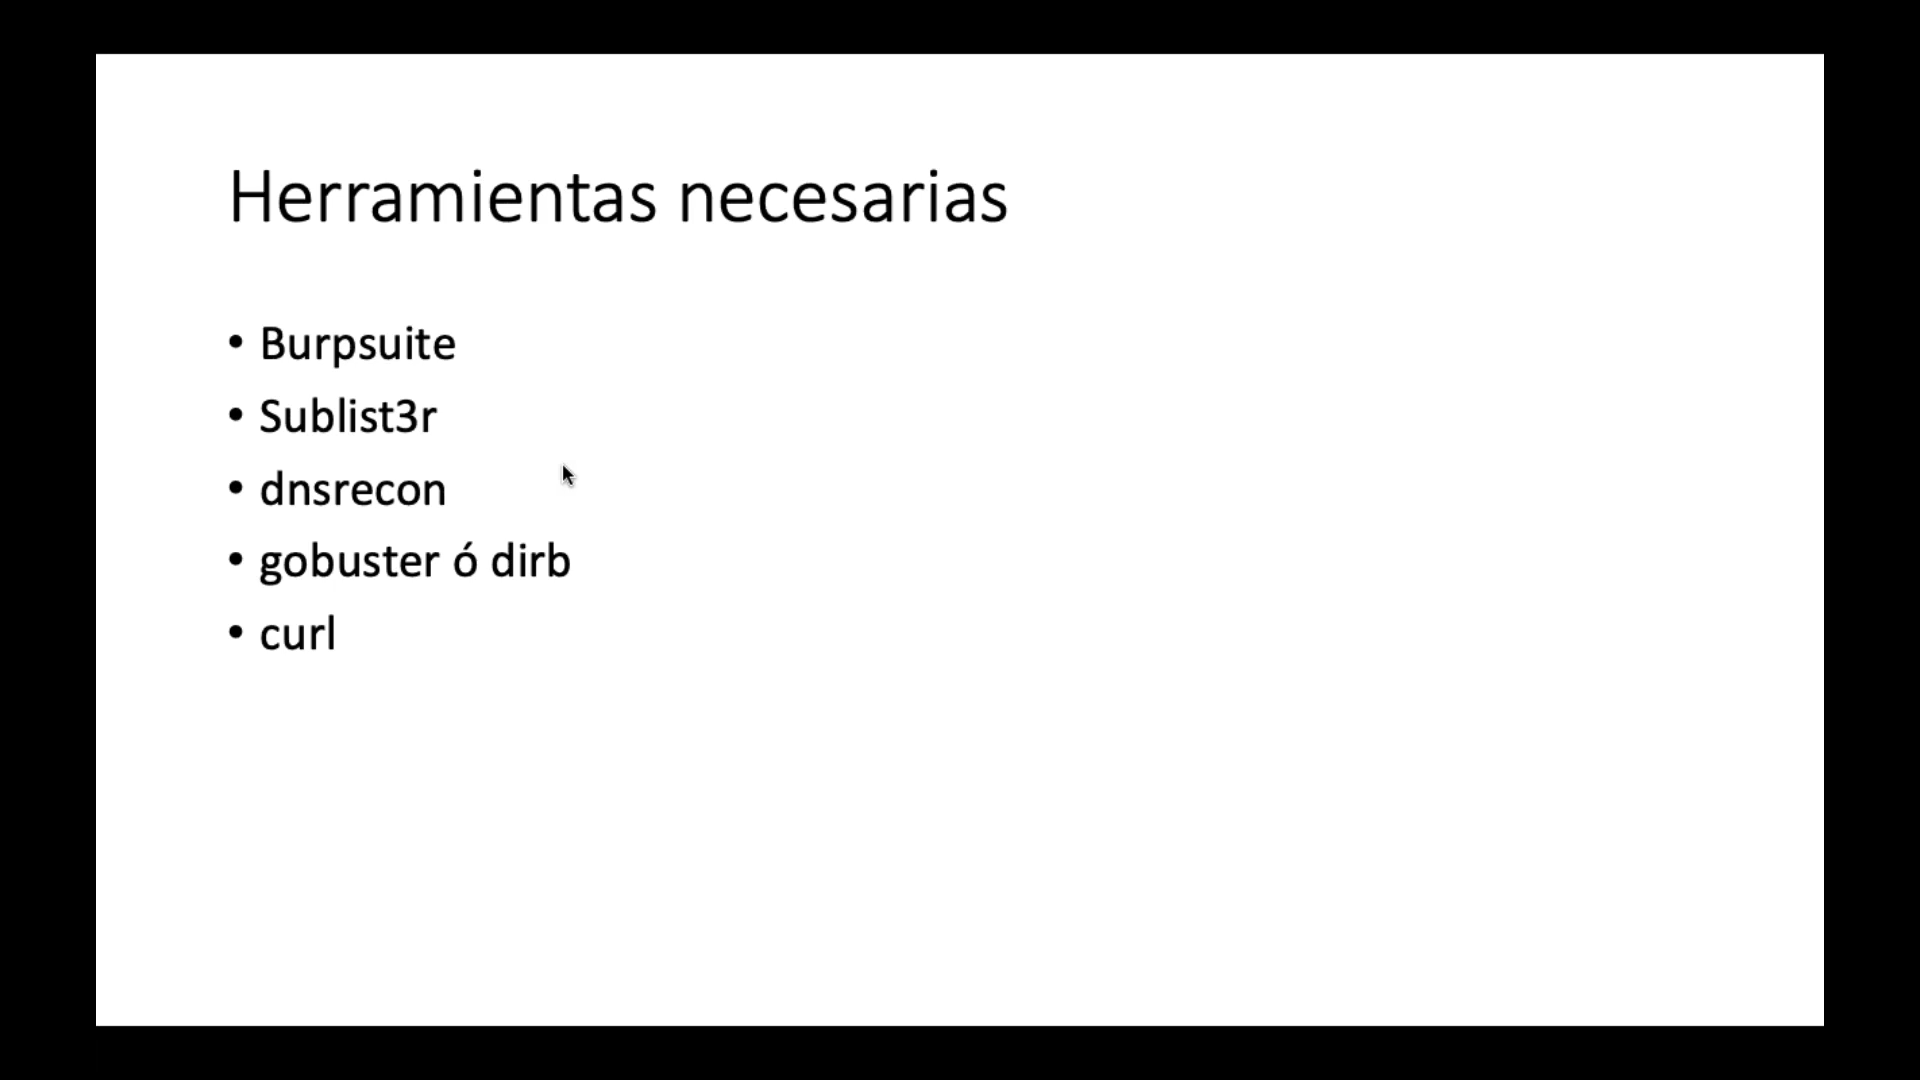 Herramientas necesarias
• Burpsuite
• Sublist3r
• dnsrecon
• gobuster ó dirb
• curl